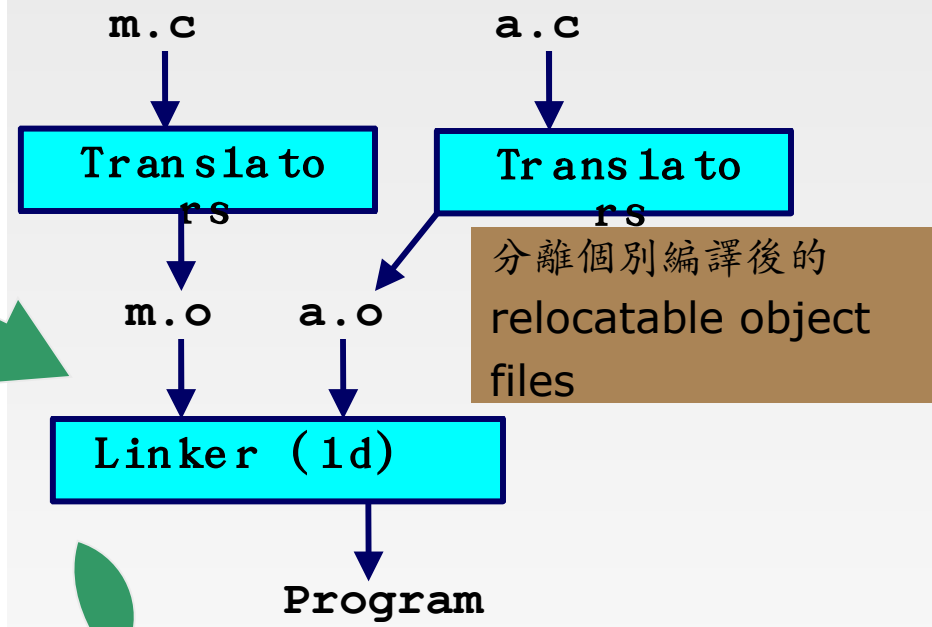 m.c
a.c
Translato
rs
Translato
rs
分離個別編譯後的
relocatable object
files
m.o
a.o
Linker (ld)
Program